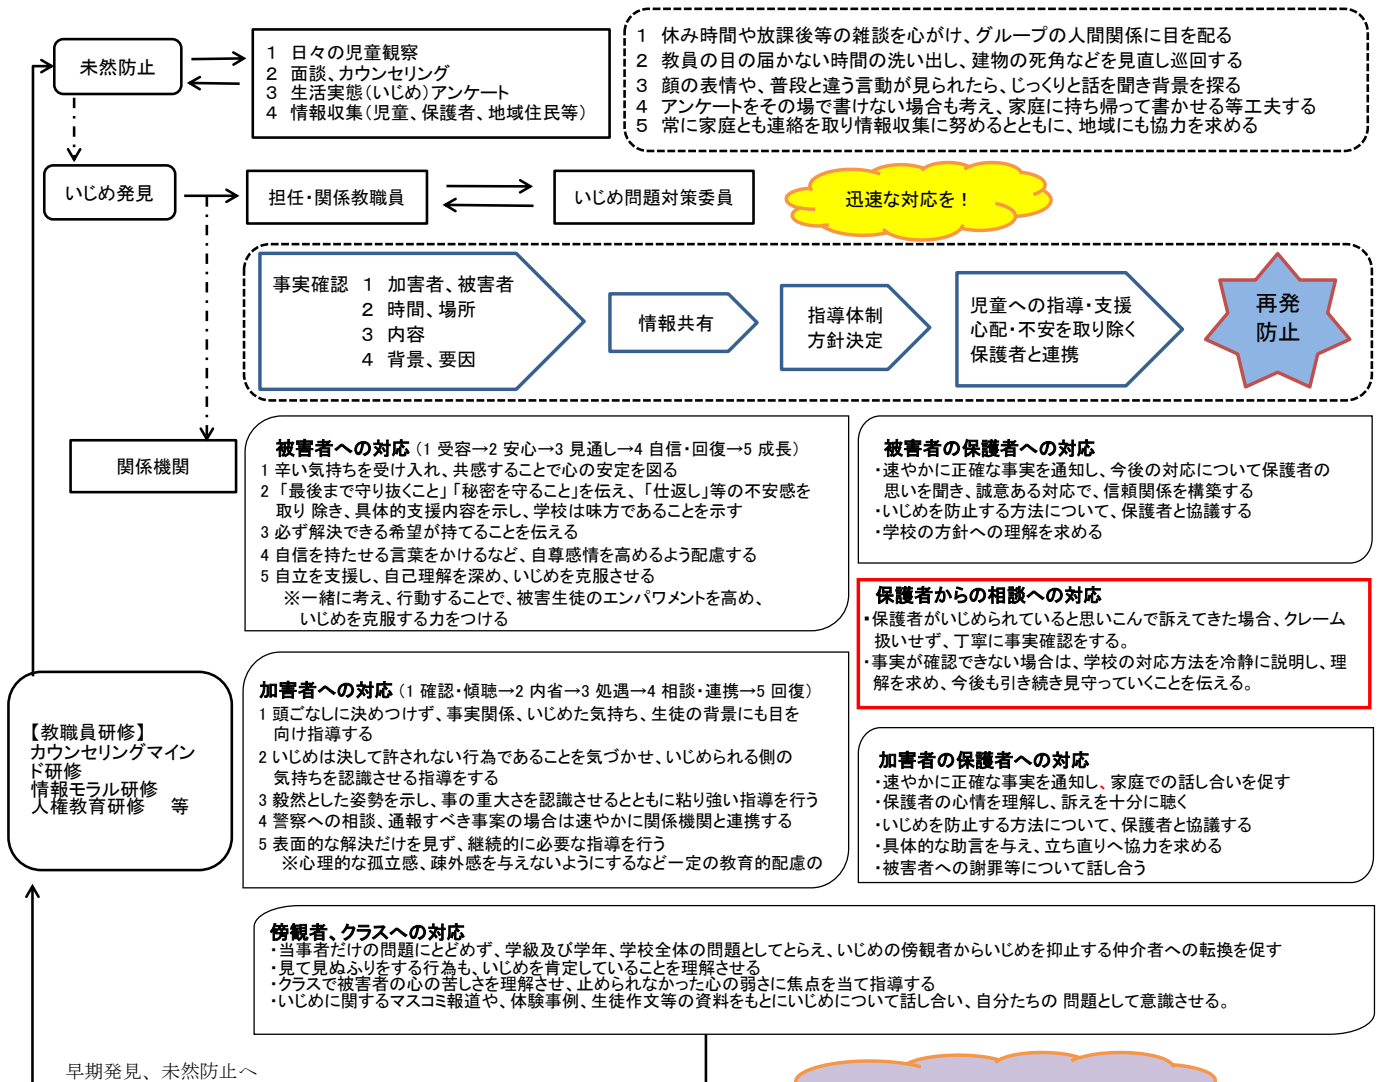 未然防止
1 日々の児童観察
2 面談、カウンセリング
3 生活実態(いじめ)アンケート
4 情報収集(児童、保護者、地域住民等)
1 休み時間や放課後等の雑談を心がけ、グループの人間関係に目を配る
2 教員の目の届かない時間の洗い出し、建物の死角などを見直し巡回する
3 顔の表情や、普段と違う言動が見られたら、じっくりと話を聞き背景を探る
4 アンケートをその場で書けない場合も考え、家庭に持ち帰って書かせる等工夫する
5 常に家庭とも連絡を取り情報収集に努めるとともに、地域にも協力を求める
いじめ発見
担任・関係教職員
いじめ問題対策委員
迅速な対応を！
事実確認 1 加害者、被害者
2 時間、場所
3 内容
4 背景、要因
情報共有
指導体制
方針決定
児童への指導・支援
心配・不安を取り除く
保護者と連携
再発
防止
関係機関
被害者への対応（1 受容→2 安心→3 見通し→4 自信・回復→5 成長）
1 辛い気持ちを受け入れ、共感することで心の安定を図る
2 「最後まで守り抜くこと」「秘密を守ること」を伝え、「仕返し」等の不安感を
取り 除き、具体的支援内容を示し、学校は味方であることを示す
3 必ず解決できる希望が持てることを伝える
4 自信を持たせる言葉をかけるなど、自尊感情を高めるよう配慮する
5 自立を支援し、自己理解を深め、いじめを克服させる
※一緒に考え、行動することで、被害生徒のエンパワメントを高め、
いじめを克服する力をつける
被害者の保護者への対応
・速やかに正確な事実を通知し、今後の対応について保護者の
思いを聞き、誠意ある対応で、信頼関係を構築する
・いじめを防止する方法について、保護者と協議する
・学校の方針への理解を求める
保護者からの相談への対応
・保護者がいじめられていると思いこんで訴えてきた場合、クレーム
扱いせず、丁寧に事実確認をする。
・事実が確認できない場合は、学校の対応方法を冷静に説明し、理
解を求め、今後も引き続き見守っていくことを伝える。
加害者への対応（1 確認・傾聴→2 内省→3 処遇→4 相談・連携→5 回復）
1 頭ごなしに決めつけず、事実関係、いじめた気持ち、生徒の背景にも目を
向け指導する
2 いじめは決して許されない行為であることを気づかせ、いじめられる側の
気持ちを認識させる指導をする
3 毅然とした姿勢を示し、事の重大さを認識させるとともに粘り強い指導を行う
4 警察への相談、通報すべき事案の場合は速やかに関係機関と連携する
5 表面的な解決だけを見ず、継続的に必要な指導を行う
※心理的な孤立感、疎外感を与えないようにするなど一定の教育的配慮の
加害者の保護者への対応
・速やかに正確な事実を通知し、家庭での話し合いを促す
・保護者の心情を理解し、訴えを十分に聴く
・いじめを防止する方法について、保護者と協議する
・具体的な助言を与え、立ち直りへ協力を求める
・被害者への謝罪等について話し合う
【教職員研修】
カウンセリングマイン
ド研修
情報モラル研修
人権教育研修 等
傍観者、クラスへの対応
・当事者だけの問題にとどめず、学級及び学年、学校全体の問題としてとらえ、いじめの傍観者からいじめを抑止する仲介者への転換を促す
・見て見ぬふりをする行為も、いじめを肯定していることを理解させる
・クラスで被害者の心の苦しさを理解させ、止められなかった心の弱さに焦点を当て指導する
・いじめに関するマスコミ報道や、体験事例、生徒作文等の資料をもとにいじめについて話し合い、自分たちの 問題として意識させる。
早期発見、未然防止へ